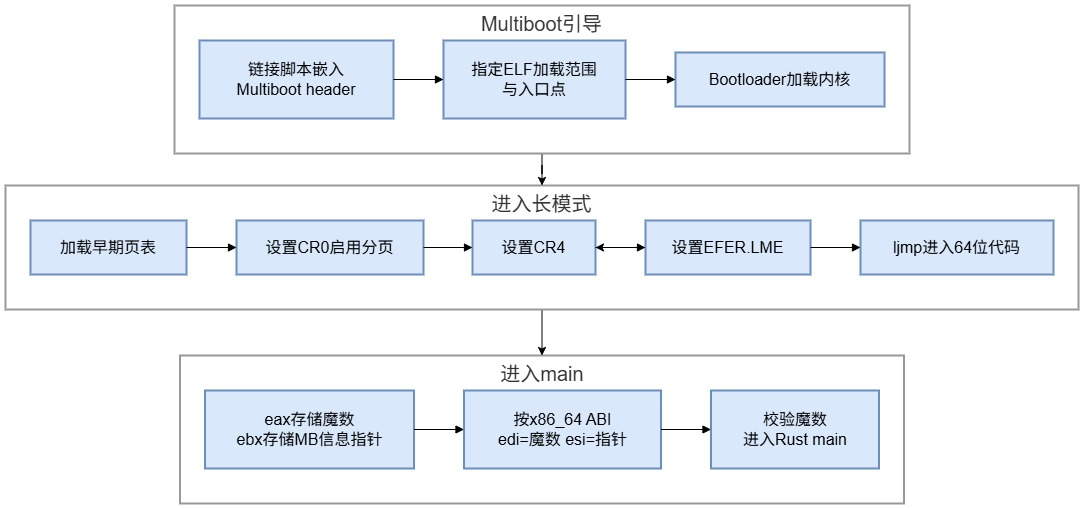 Multiboot引导
链接脚本嵌入
Multiboot header
指定ELF加载范围
与入口点
Bootloader加载内核
进入长模式
加载早期页表
设置CR0启用分页
设置CR4
设置EFER.LME
ljmp进入64位代码
进入main
eax存储魔数
ebx存储MB信息指针
按x86_64 ABI
edi=魔数 esi=指针
校验魔数
进入Rust main